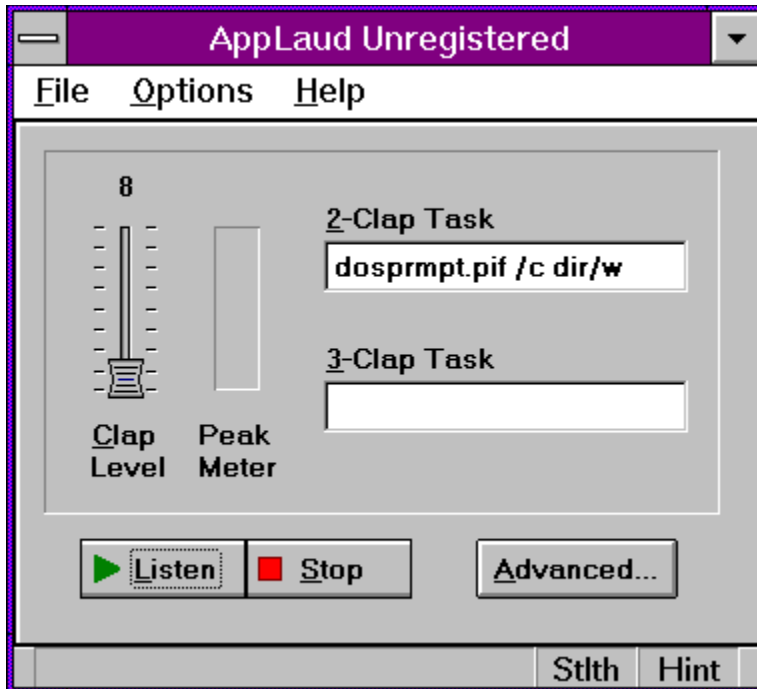 AppLaud Unregistered
File Options Help
8
2-Clap Task
dosprmpt.pif /c dir/w
3-Clap Task
Clap Level
Peak Meter
Listen Stop Advanced...
Stlth Hint